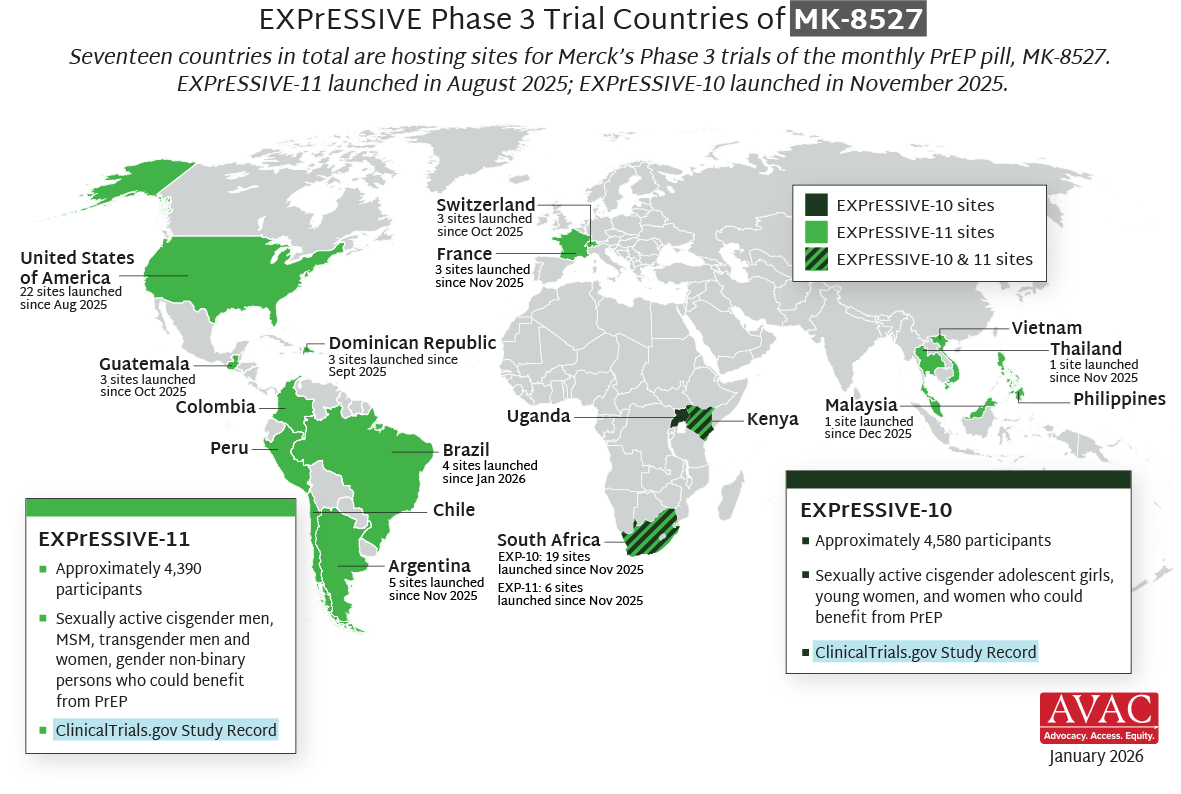 EXPrESSIVE Phase 3 Trial Countries of MK-8527
Seventeen countries in total are hosting sites for Merck’s Phase 3 trials of the monthly PrEP pill, MK-8527.
EXPrESSIVE-11 launched in August 2025; EXPrESSIVE-10 launched in November 2025.
EXPrESSIVE-10 sites
EXPrESSIVE-11 sites
EXPrESSIVE-10 & 11 sites
United States
of America
22 sites launched
since Aug 2025
Switzerland
3 sites launched
since Oct 2025
France
3 sites launched
since Nov 2025
Dominican Republic
3 sites launched since
Sept 2025
Guatemala
3 sites launched
since Oct 2025
Colombia
Peru
Brazil
4 sites launched
since Jan 2026
Chile
Argentina
5 sites launched
since Nov 2025
Uganda
Kenya
South Africa
EXP-10: 19 sites
launched since Nov 2025
EXP-11: 6 sites
launched since Nov 2025
Vietnam
Thailand
1 site launched
since Nov 2025
Philippines
Malaysia
1 site launched
since Dec 2025
EXPrESSIVE-11
Approximately 4,390
participants
Sexually active cisgender men,
MSM, transgender men and
women, gender non-binary
persons who could benefit
from PrEP
ClinicalTrials.gov Study Record
EXPrESSIVE-10
Approximately 4,580 participants
Sexually active cisgender adolescent girls,
young women, and women who could
benefit from PrEP
ClinicalTrials.gov Study Record
AVAC
Advocacy. Access. Equity.
January 2026